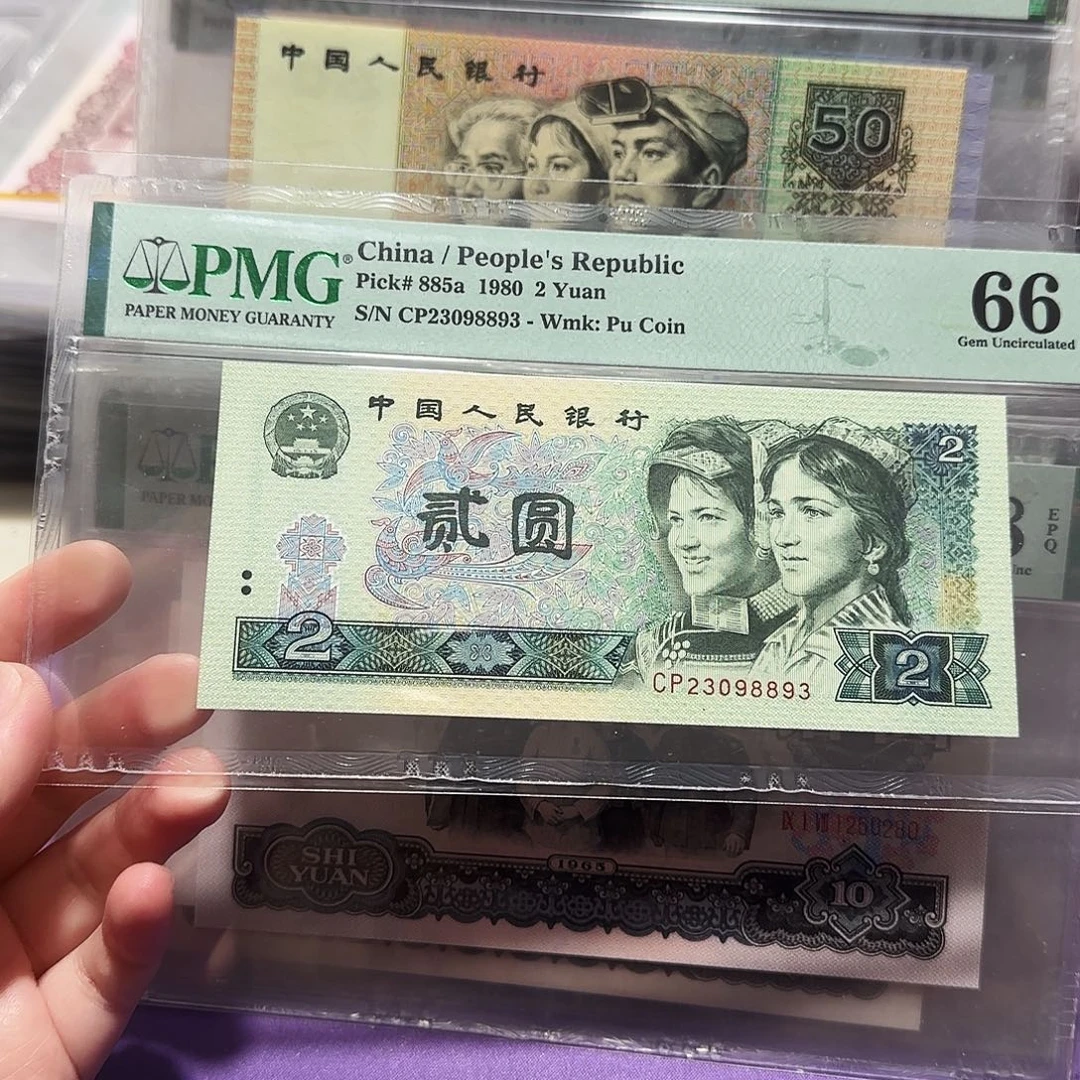 中国人民银行
50
PMG®
PAPER MONEY GUARANTY
China / People's Republic
Pick# 885a 1980 2 Yuan
S/N CP23098893 - Wmk: Pu Coin
66
Gem Uncirculated
中国人民银行
2
贰圆
2
CP23098893
2
PAPER MO
EPQ
SHI
YUAN
1965
10